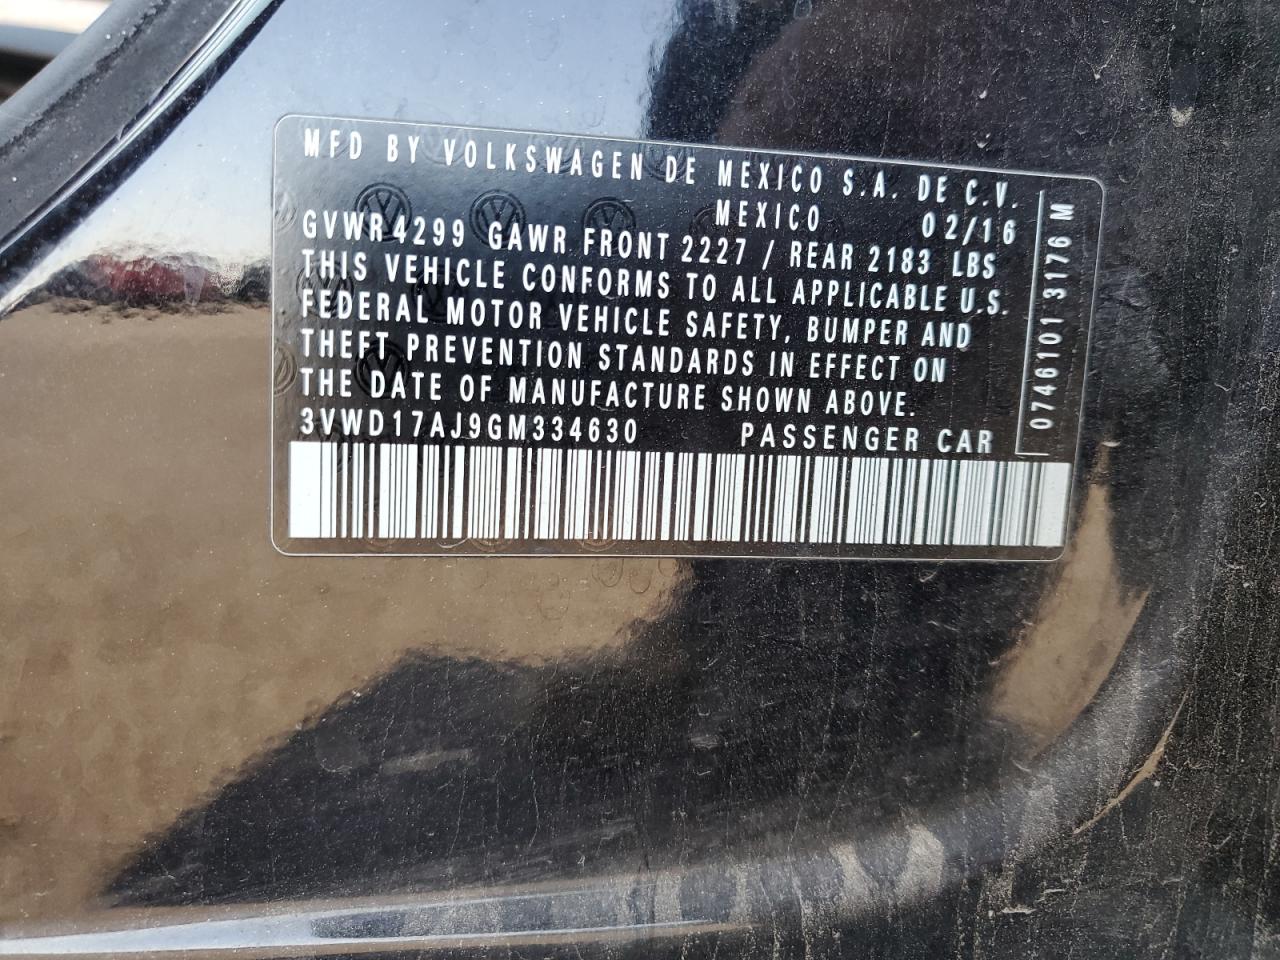 MFD BY VOLKSWAGEN DE MEXICO S.A. DE C.V.
MEXICO 02/16
GVWR 4299 GAWR FRONT 2227 / REAR 2183 LBS
THIS VEHICLE CONFORMS TO ALL APPLICABLE U.S.
FEDERAL MOTOR VEHICLE SAFETY, BUMPER AND
THEFT PREVENTION STANDARDS IN EFFECT ON
THE DATE OF MANUFACTURE SHOWN ABOVE.
3VWD17AJ9GM334630 PASSENGER CAR
0746101 3176 M